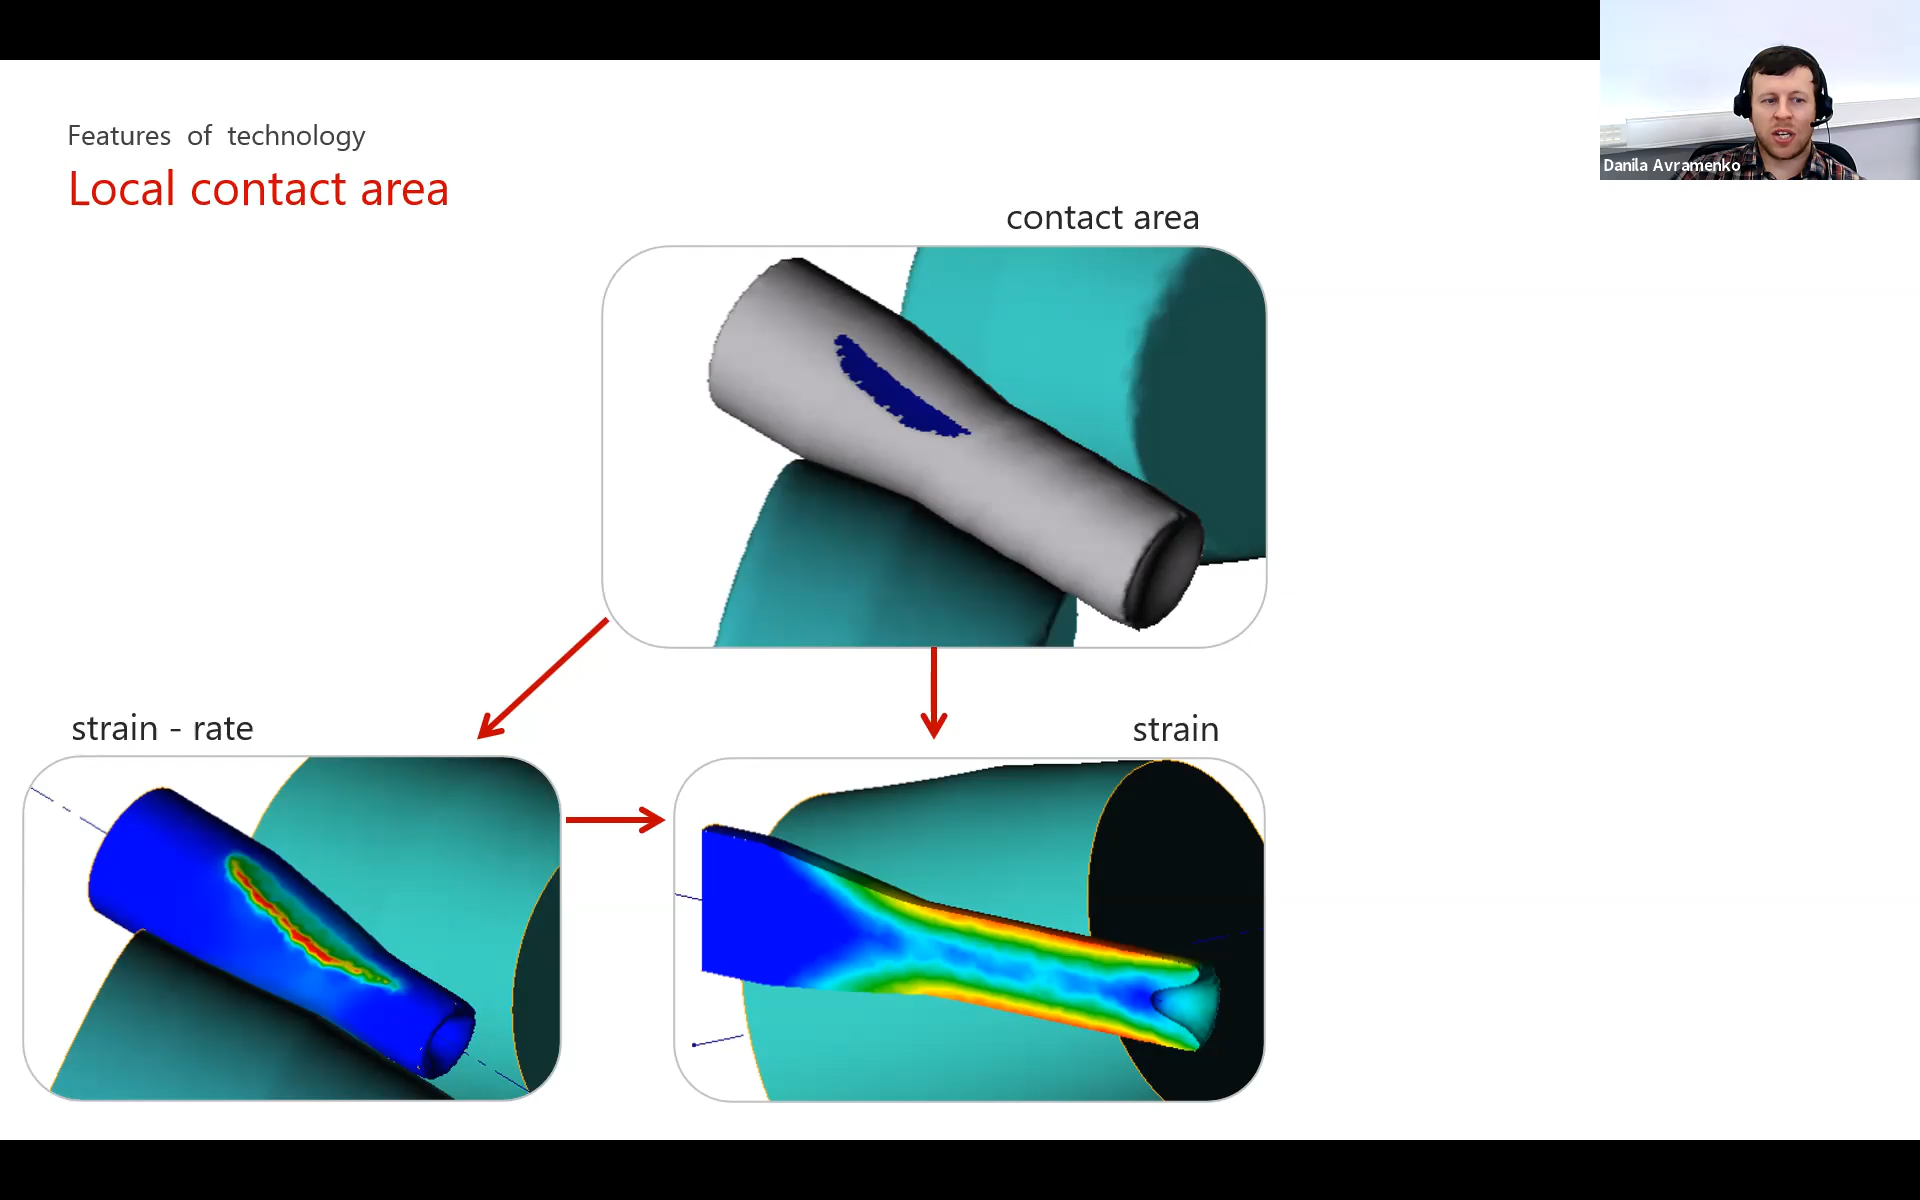 Features of technology
Local contact area
Danila Avramenko
contact area
strain - rate
strain